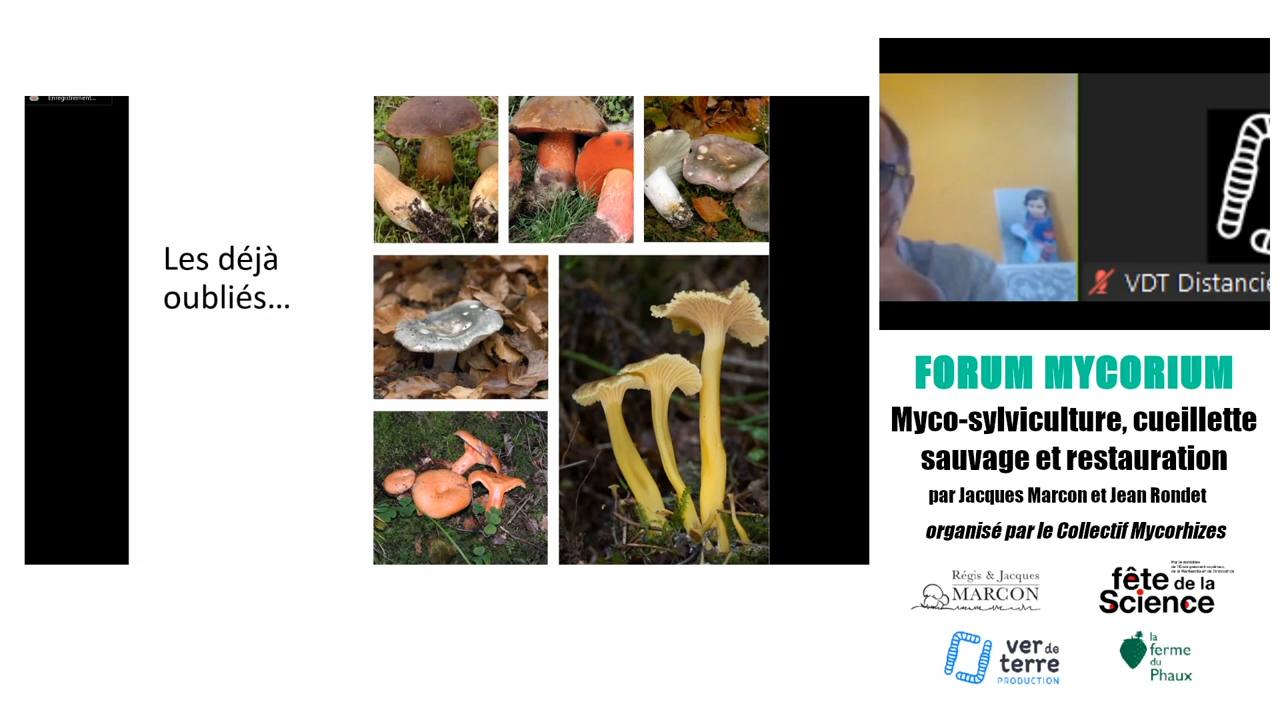 Enregistrement...
Les déjà
oubliés...
VDT Distancie
FORUM MYCORIUM
Myco-sylviculture, cueillette
sauvage et restauration
par Jacques Marcon et Jean Rondet
organisé par le Collectif Mycorhizes
Régis & Jacques
MARCON
fête de la
Science
ver de
terre
PRODUCTION
la
ferme
du
Phaux